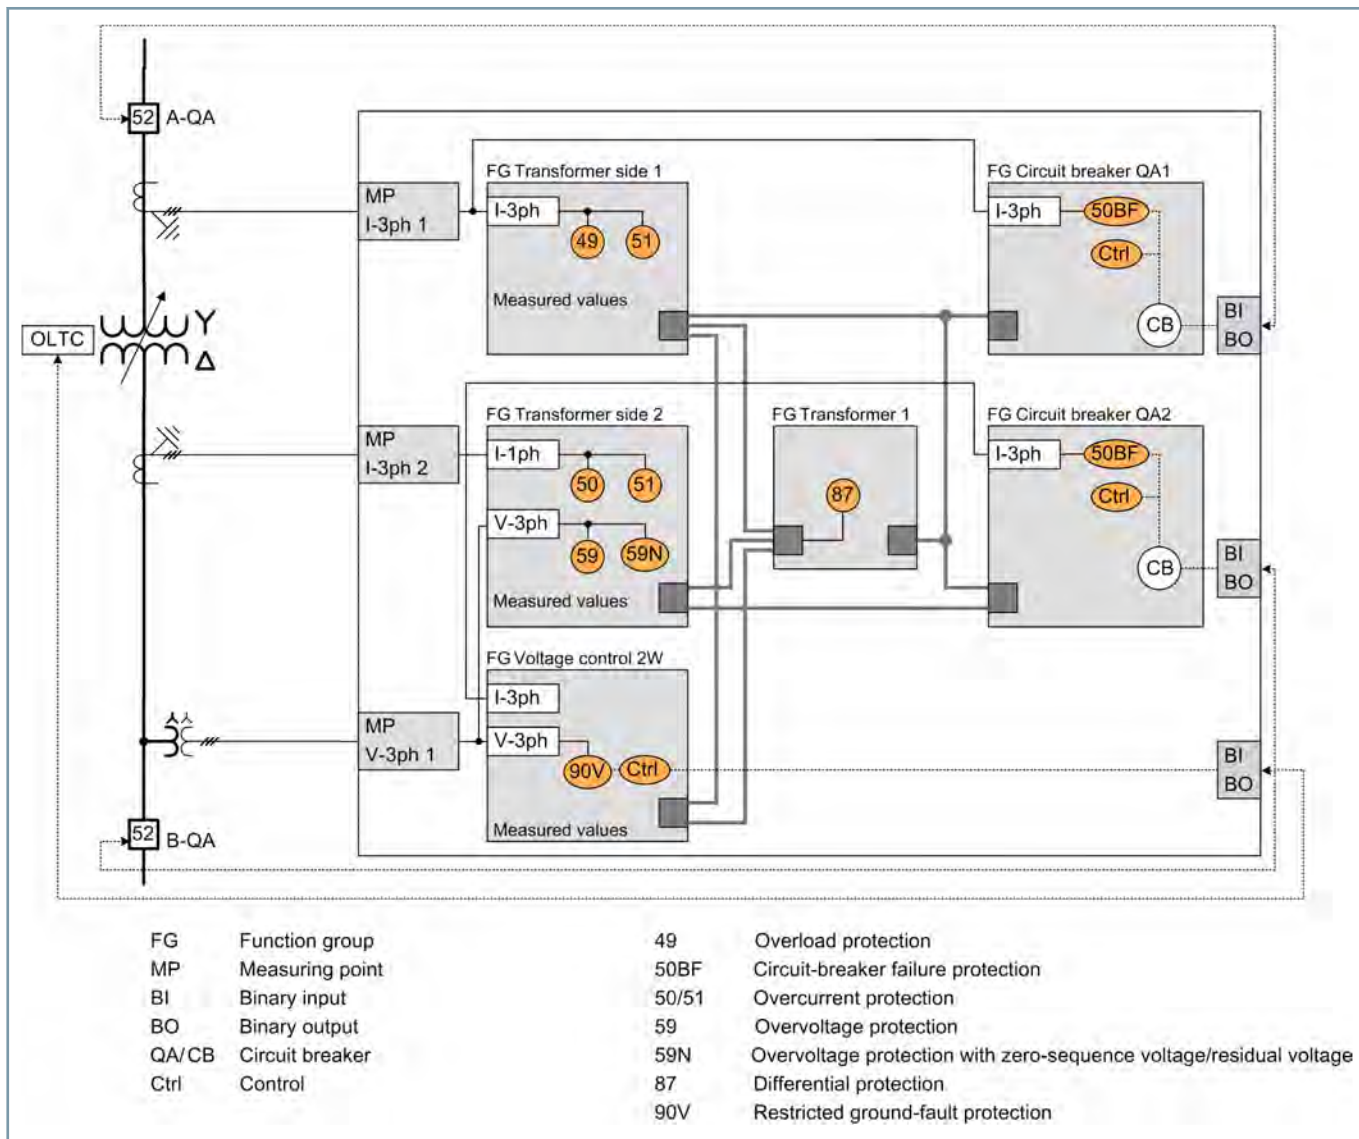 52 A-QA
MP
I-3ph 1
FG Transformer side 1
I-3ph
49
51
Measured values
FG Circuit breaker QA1
I-3ph
50BF
Ctrl
CB
BI
BO
OLTC
Y
Δ
MP
I-3ph 2
FG Transformer side 2
I-1ph
50
51
V-3ph
59
59N
Measured values
FG Transformer 1
87
FG Circuit breaker QA2
I-3ph
50BF
Ctrl
CB
BI
BO
FG Voltage control 2W
I-3ph
MP
V-3ph 1
V-3ph
90V
Ctrl
Measured values
BI
BO
52 B-QA
FG Function group
MP Measuring point
BI Binary input
BO Binary output
QA/CB Circuit breaker
Ctrl Control
49 Overload protection
50BF Circuit-breaker failure protection
50/51 Overcurrent protection
59 Overvoltage protection
59N Overvoltage protection with zero-sequence voltage/residual voltage
87 Differential protection
90V Restricted ground-fault protection